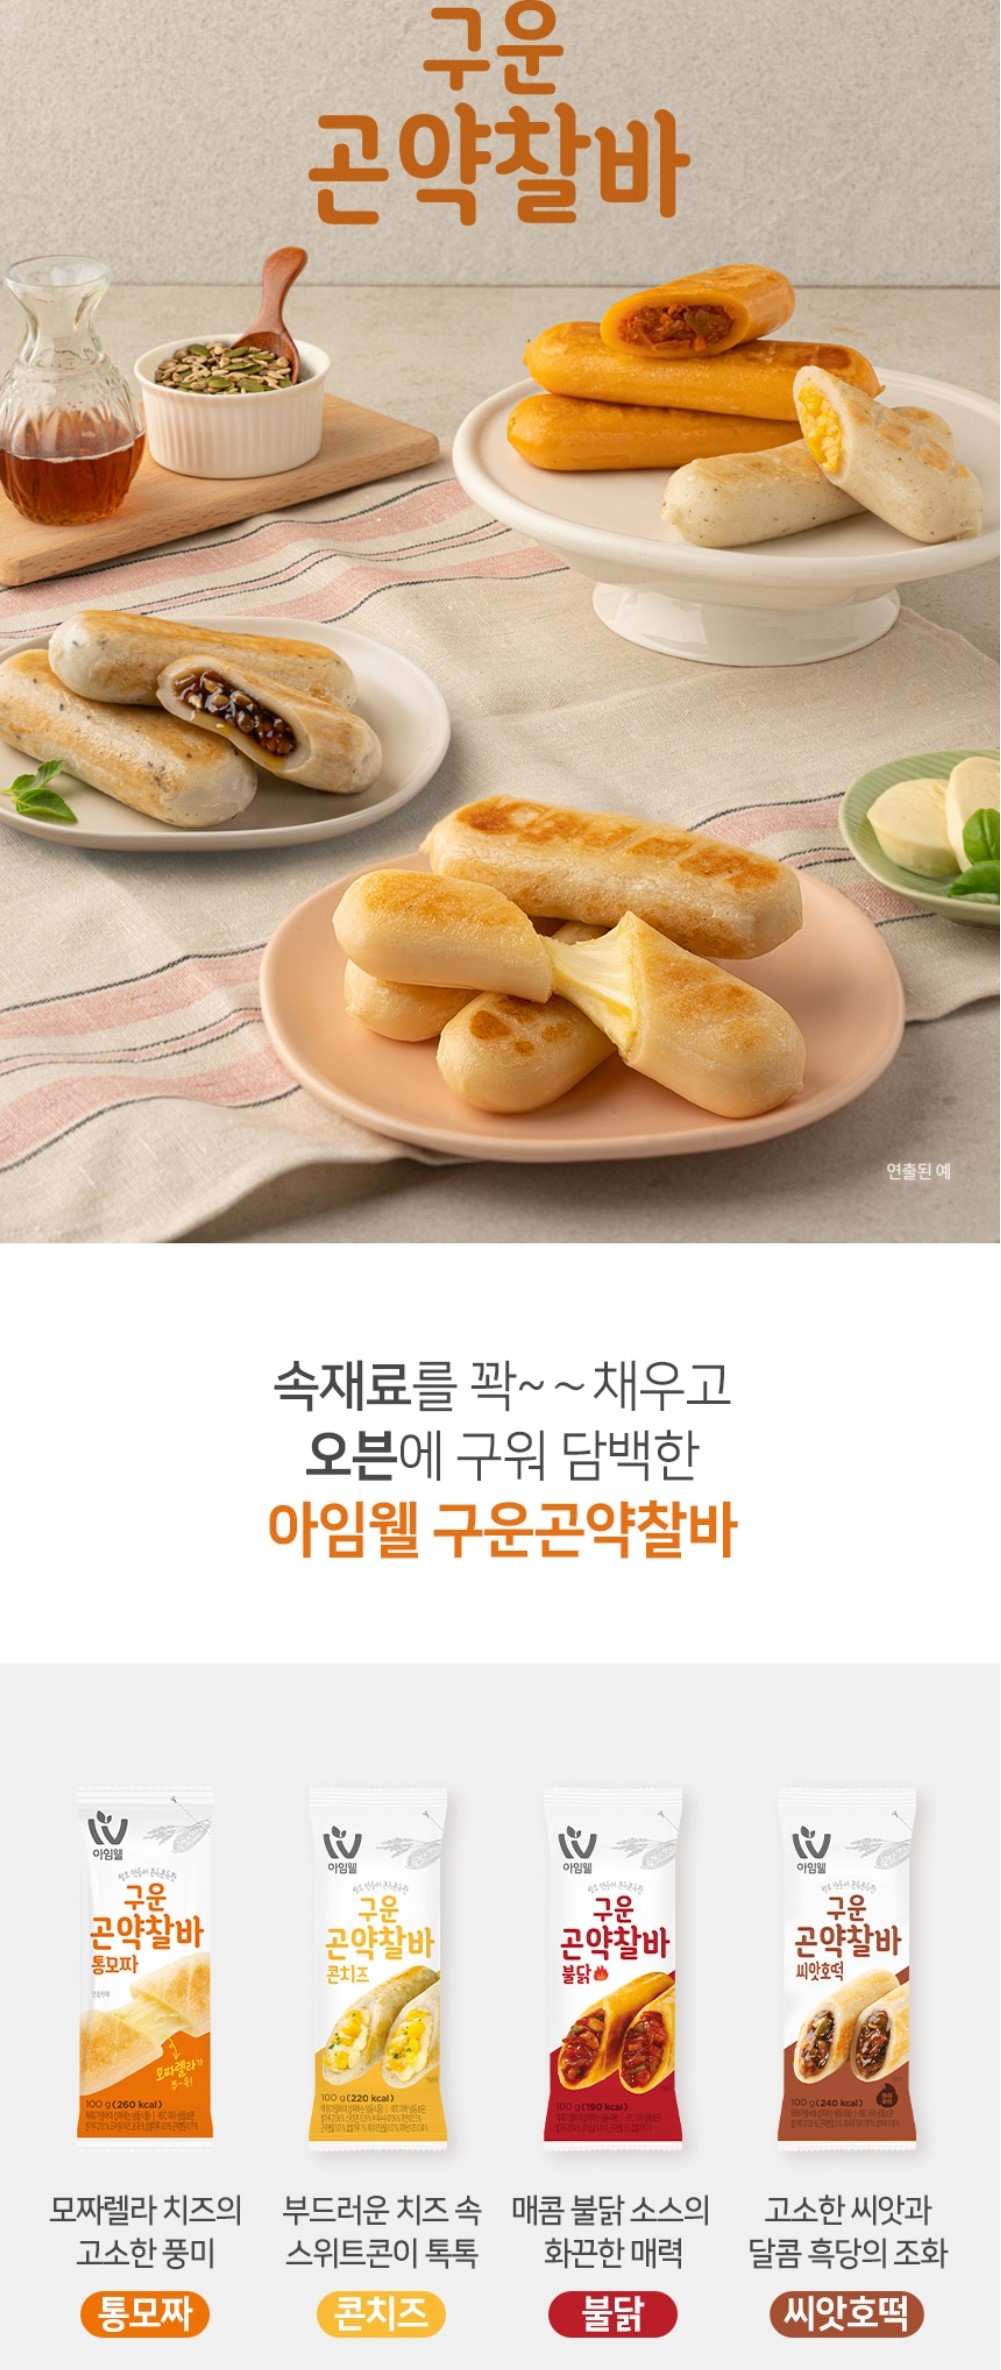 구운
곤약찰바
연출된 예
속재료를 꽉~~채우고
오븐에 구워 담백한
아임웰 구운곤약찰바
아임웰
구운
곤약찰바
통모짜
모짜렐라가
쭈-욱!
100 g(260 kcal)
아임웰
구운
곤약찰바
콘치즈
100 g(220 kcal)
아임웰
구운
곤약찰바
불닭
100 g(190 kcal)
아임웰
구운
곤약찰바
씨앗호떡
100 g(240 kcal)
모짜렐라 치즈의
고소한 풍미
통모짜
부드러운 치즈 속
스위트콘이 톡톡
콘치즈
매콤 불닭 소스의
화끈한 매력
불닭
고소한 씨앗과
달콤 흑당의 조화
씨앗호떡